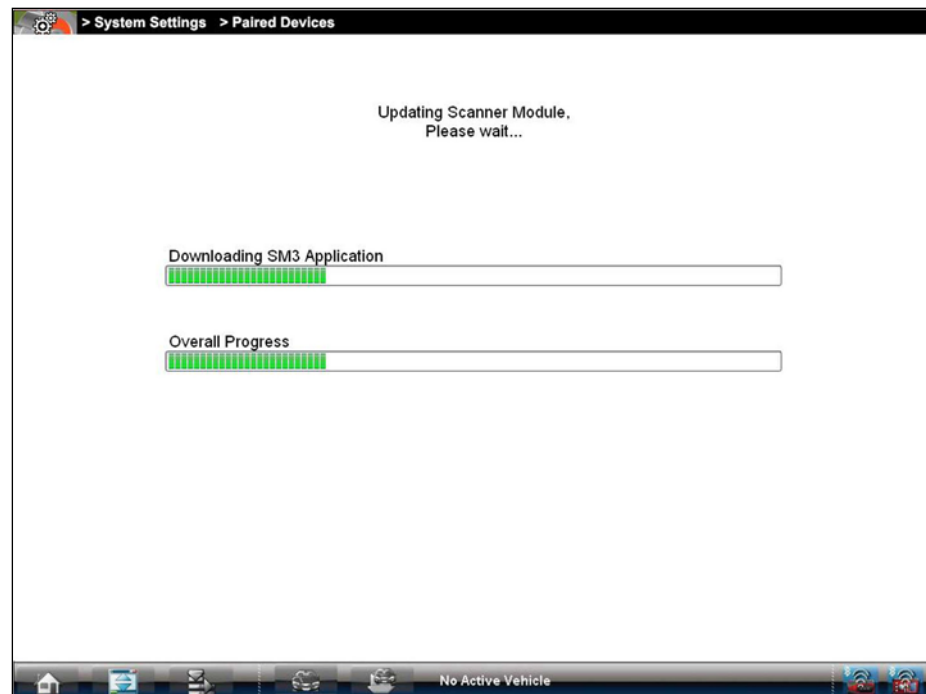 > System Settings > Paired Devices
Updating Scanner Module,
Please wait...
Downloading SM3 Application
Overall Progress
No Active Vehicle